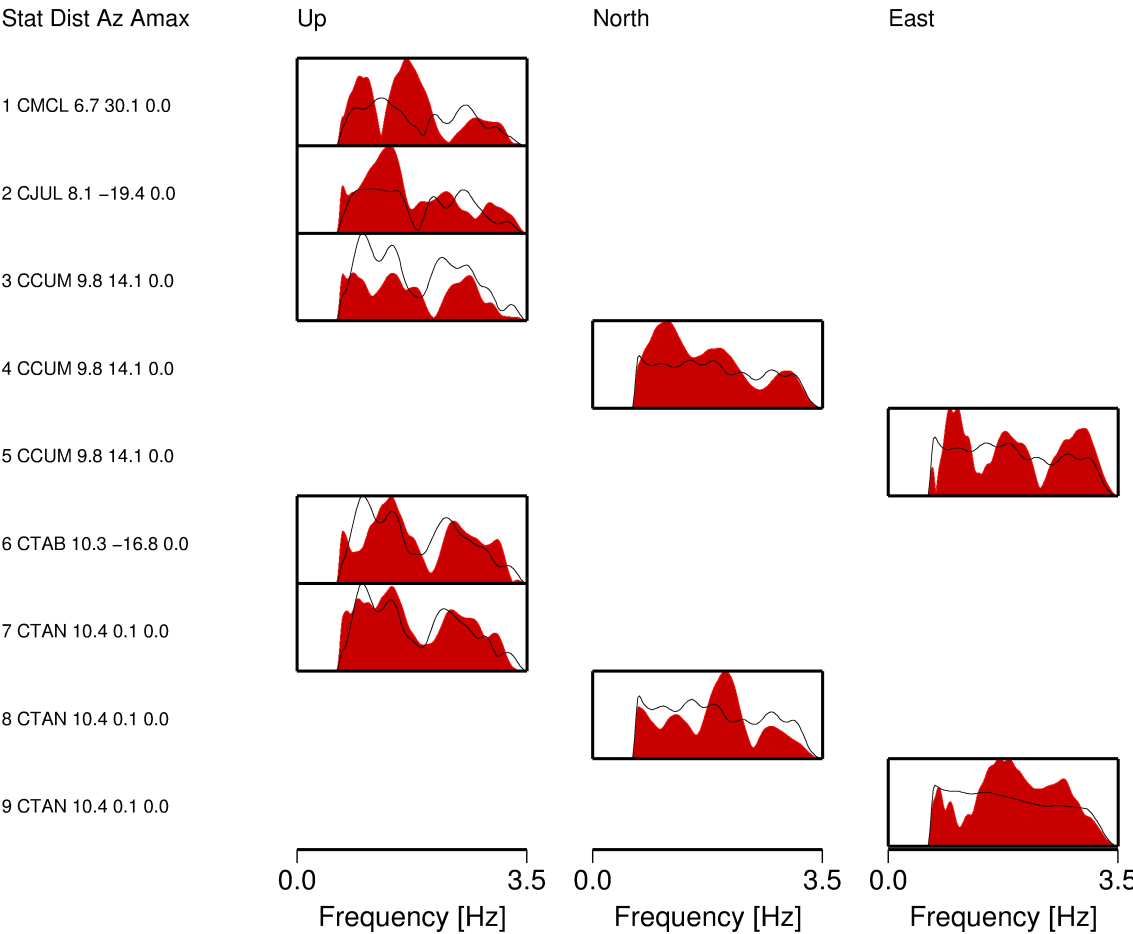 Stat Dist Az Amax Up North East
1 CMCL 6.7 30.1 0.0
2 CJUL 8.1 −19.4 0.0
3 CCUM 9.8 14.1 0.0
4 CCUM 9.8 14.1 0.0
5 CCUM 9.8 14.1 0.0
6 CTAB 10.3 −16.8 0.0
7 CTAN 10.4 0.1 0.0
8 CTAN 10.4 0.1 0.0
9 CTAN 10.4 0.1 0.0
0.0 3.5 0.0 3.5 0.0 3.5
Frequency [Hz] Frequency [Hz] Frequency [Hz]